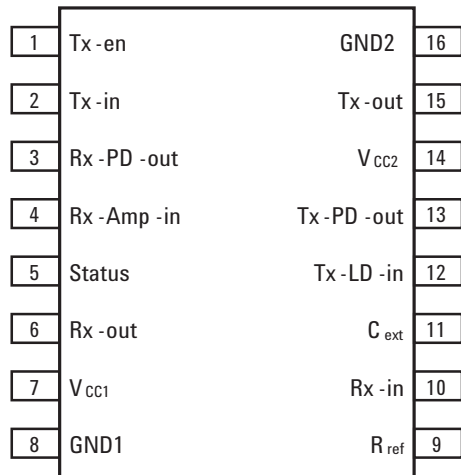 1 Tx-en GND2 16
2 Tx-in Tx-out 15
3 Rx-PD-out VCC2 14
4 Rx-Amp-in Tx-PD-out 13
5 Status Tx-LD-in 12
6 Rx-out Cext 11
7 VCC1 Rx-in 10
8 GND1 Rref 9